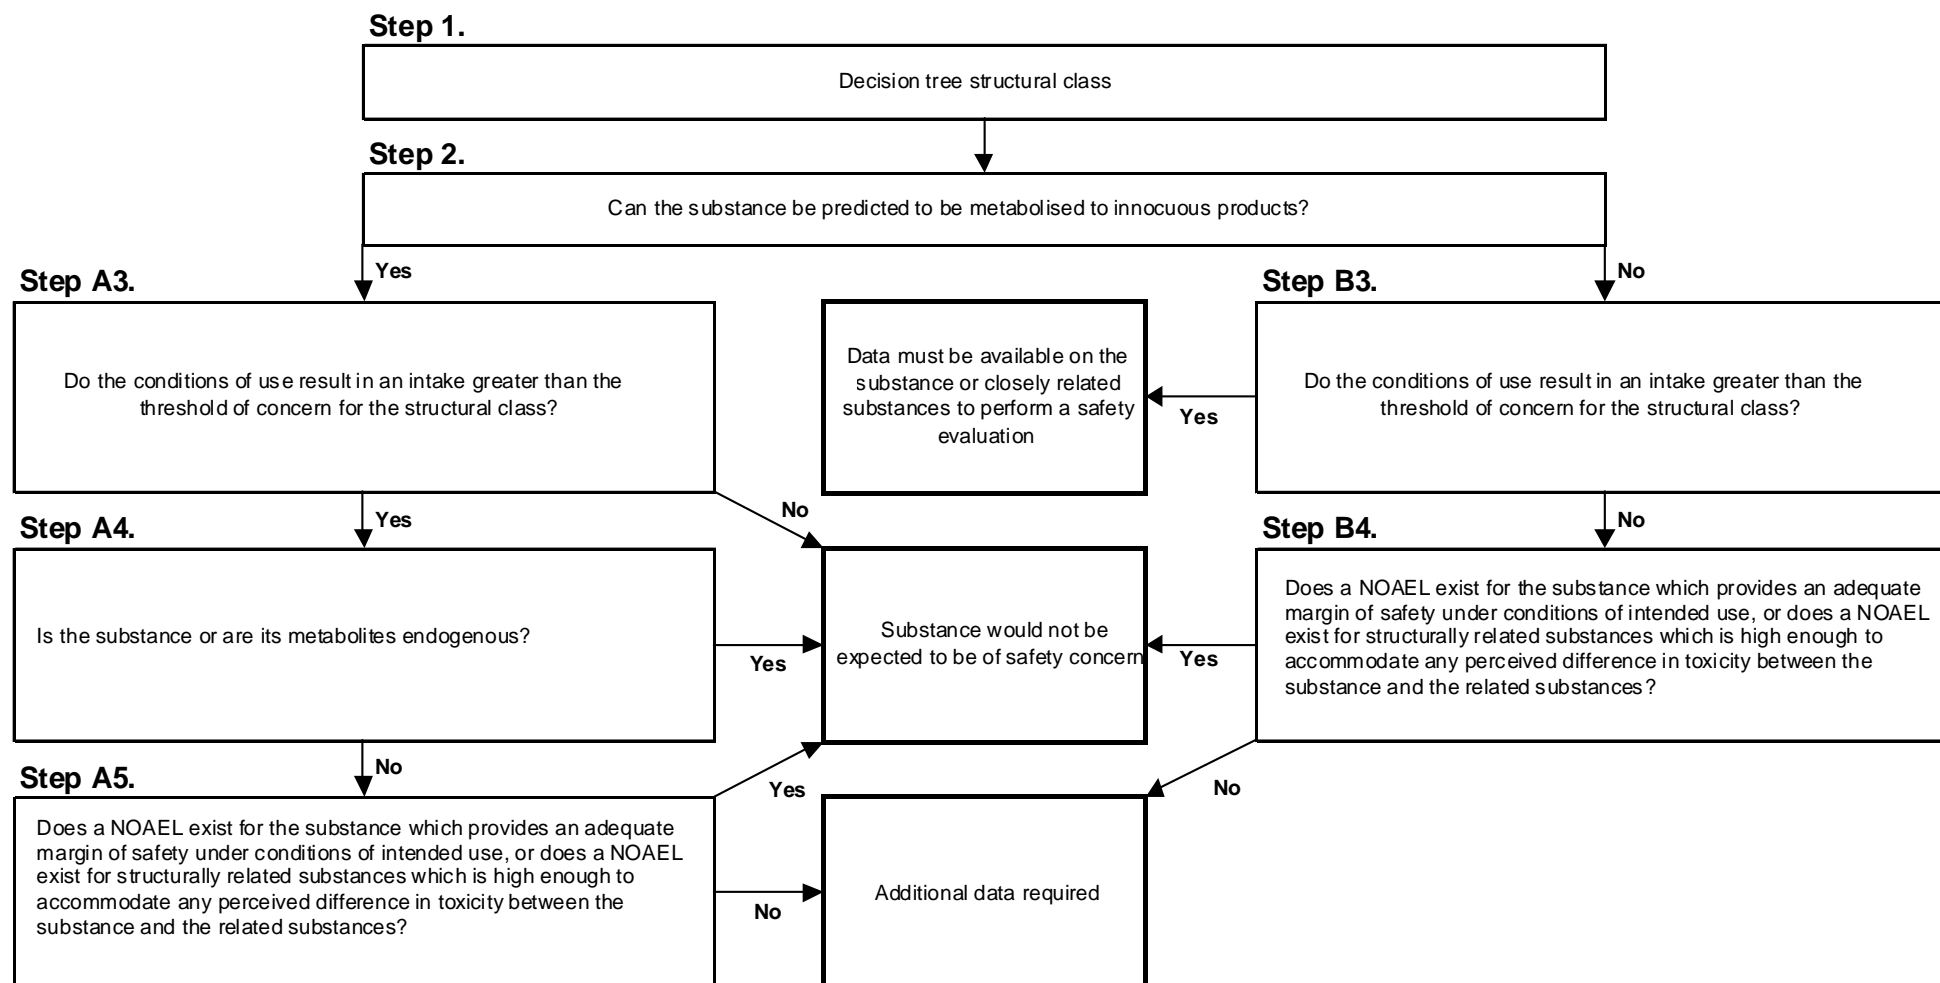 Step 1.
Decision tree structural class
Step 2.
Can the substance be predicted to be metabolised to innocuous products?
Yes
No
Step A3.
Do the conditions of use result in an intake greater than the
threshold of concern for the structural class?
Data must be available on the
substance or closely related
substances to perform a safety
evaluation
Step B3.
Do the conditions of use result in an intake greater than the
threshold of concern for the structural class?
Yes
Yes
No
No
Step A4.
Is the substance or are its metabolites endogenous?
Yes
Substance would not be
expected to be of safety concern
Step B4.
Does a NOAEL exist for the substance which provides an adequate
margin of safety under conditions of intended use, or does a NOAEL
exist for structurally related substances which is high enough to
accommodate any perceived difference in toxicity between the
substance and the related substances?
Yes
No
Yes
No
Step A5.
Does a NOAEL exist for the substance which provides an adequate
margin of safety under conditions of intended use, or does a NOAEL
exist for structurally related substances which is high enough to
accommodate any perceived difference in toxicity between the
substance and the related substances?
No
Additional data required